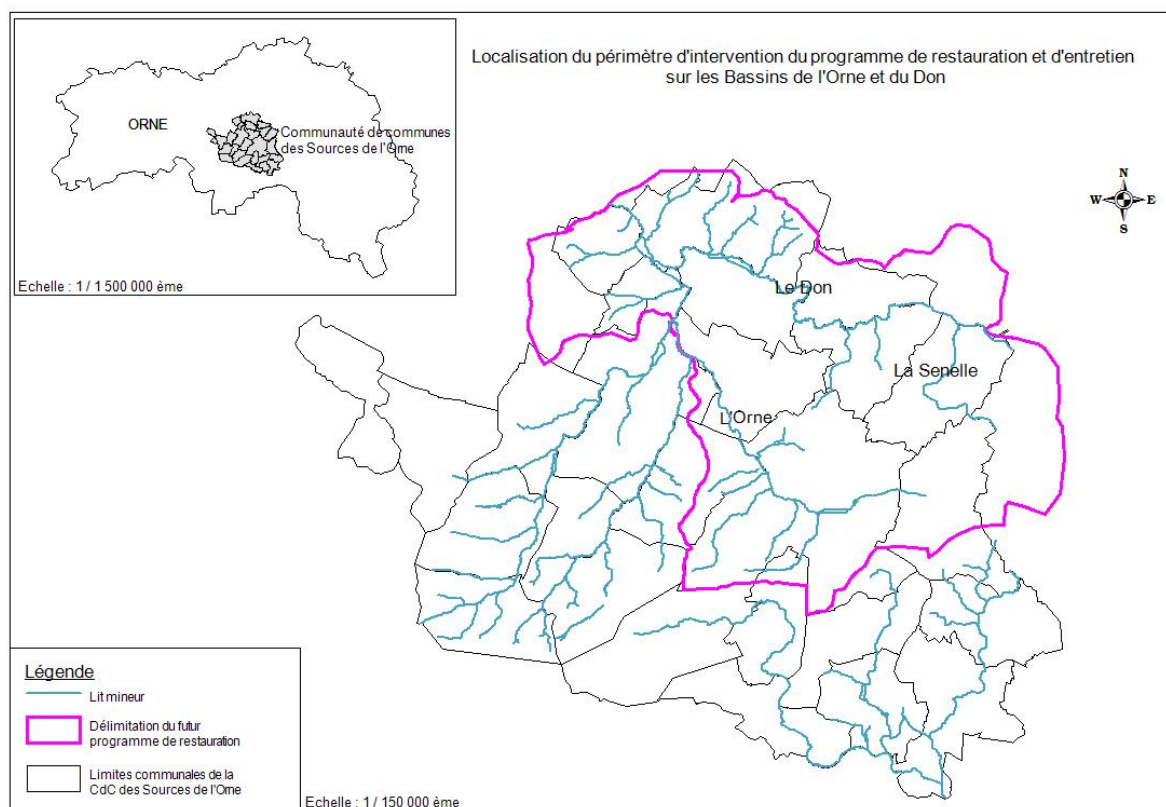 Localisation du périmètre d'intervention du programme de restauration et d'entretien
sur les Bassins de l'Orne et du Don
ORNE
Communauté de communes
des Sources de l'Orne
Echelle : 1 / 1 500 000 ème
N
W
E
S
Le Don
La Senelle
L'Orne
Légende
Lit mineur
Délimitation du futur
programme de restauration
Limites communales de la
CdC des Sources de l'Orne
Echelle : 1 / 150 000 ème